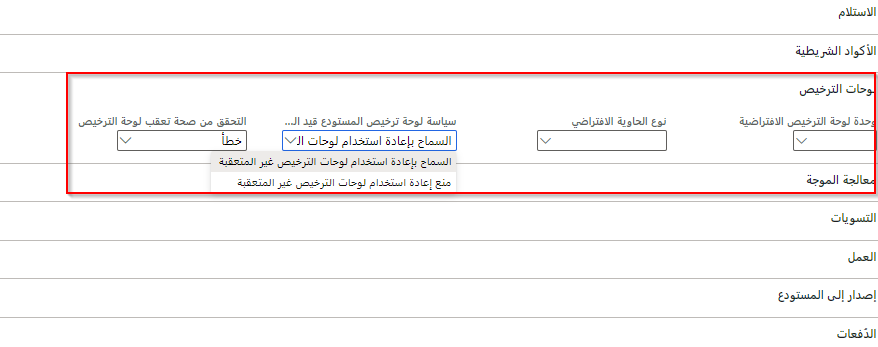 الاستلام
الأكواد الشريطية
لوحات الترخيص
وحدة لوحة الترخيص الافتراضية
نوع الحاوية الافتراضي
سياسة لوحة ترخيص المستودع قيد الـ...
التحقق من صحة تعقب لوحة الترخيص
السماح بإعادة استخدام لوحات الـ
خطأ
السماح بإعادة استخدام لوحات الترخيص غير المتعقبة
منع إعادة استخدام لوحات الترخيص غير المتعقبة
معالجة الموجة
التسويات
العمل
إصدار إلى المستودع
الدُفعات